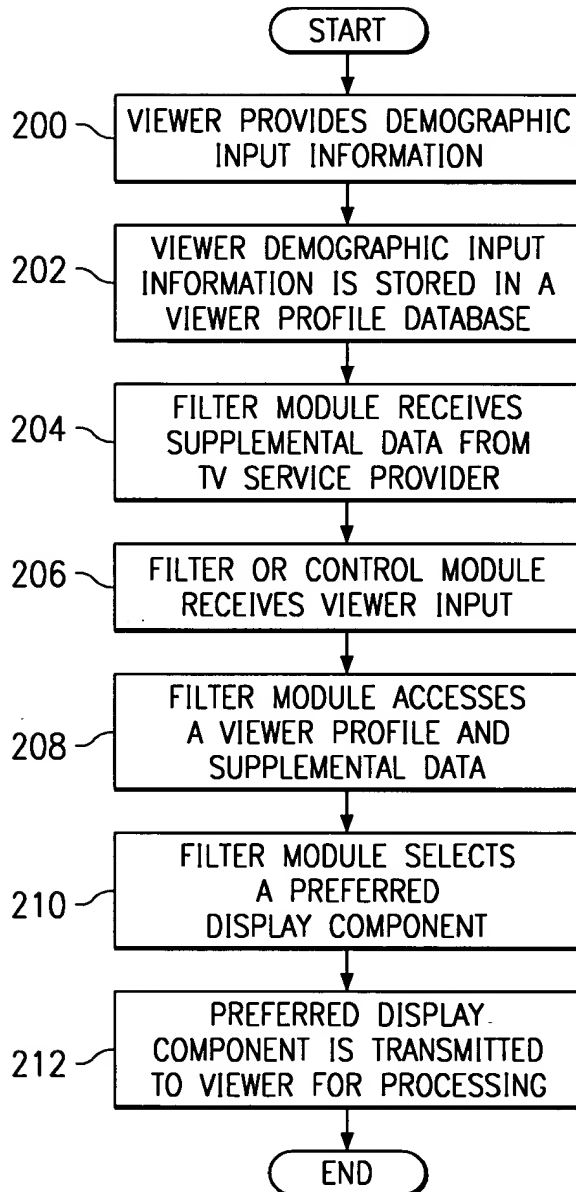 START
200
VIEWER PROVIDES DEMOGRAPHIC
INPUT INFORMATION
202
VIEWER DEMOGRAPHIC INPUT
INFORMATION IS STORED IN A
VIEWER PROFILE DATABASE
204
FILTER MODULE RECEIVES
SUPPLEMENTAL DATA FROM
TV SERVICE PROVIDER
206
FILTER OR CONTROL MODULE
RECEIVES VIEWER INPUT
208
FILTER MODULE ACCESSES
A VIEWER PROFILE AND
SUPPLEMENTAL DATA
210
FILTER MODULE SELECTS
A PREFERRED
DISPLAY COMPONENT
212
PREFERRED DISPLAY
COMPONENT IS TRANSMITTED
TO VIEWER FOR PROCESSING
END